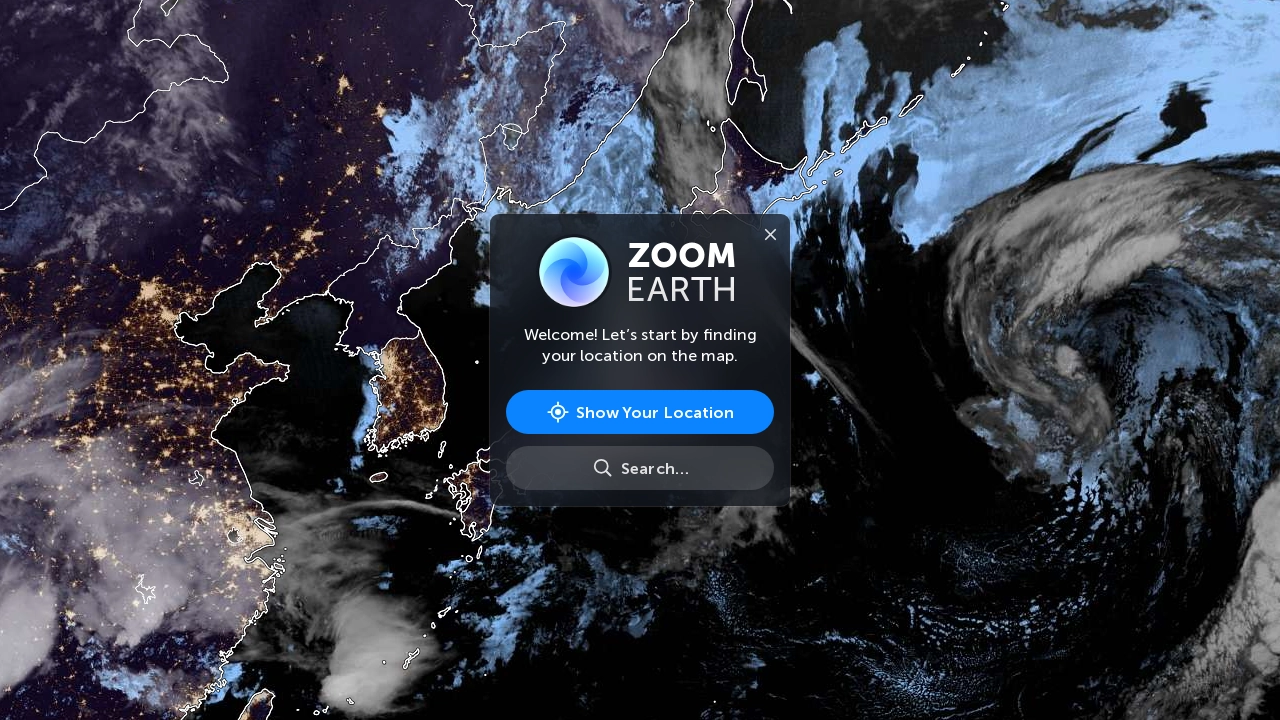 ZOOM
EARTH
Welcome! Let’s start by finding
your location on the map.
Show Your Location
Search...